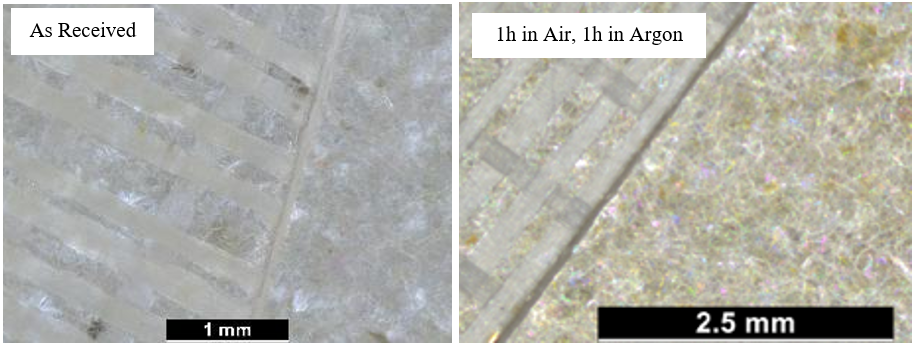 As Received
1h in Air, 1h in Argon
1 mm
2.5 mm